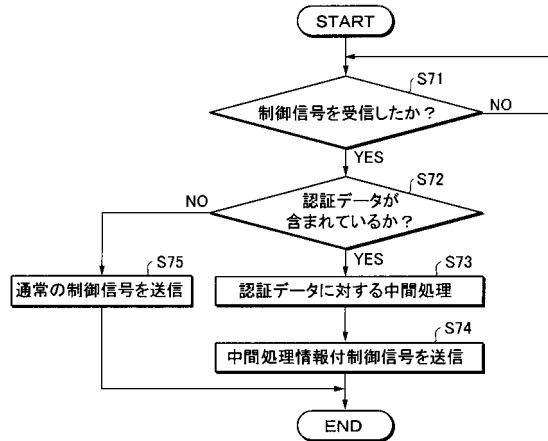 START
S71
制御信号を受信したか？
NO
YES
S72
NO
認証データが
含まれているか？
YES
S75
通常の制御信号を送信
S73
認証データに対する中間処理
S74
中間処理情報付制御信号を送信
END